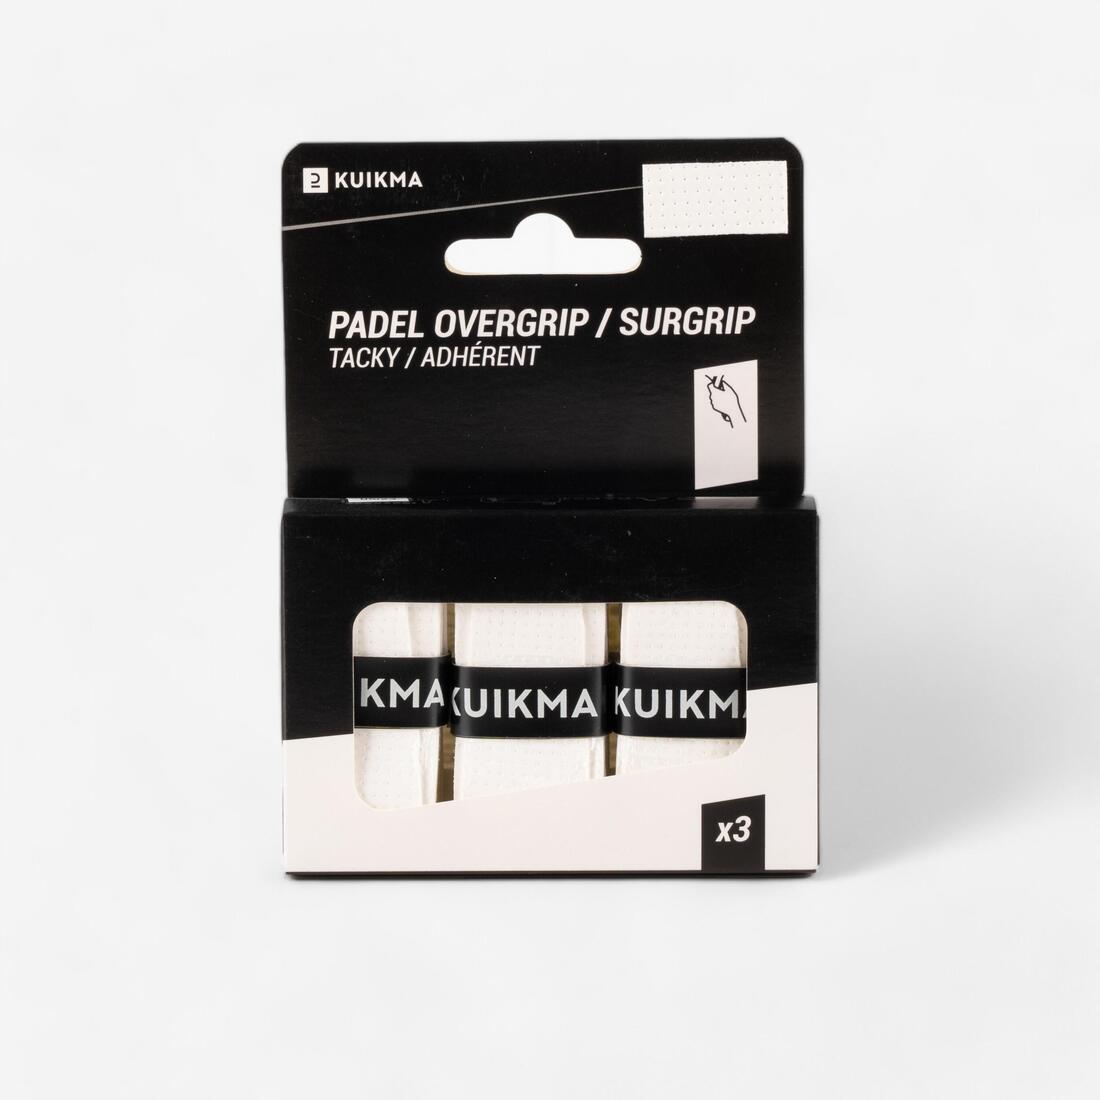 KUIKMA
PADEL OVERGRIP / SURGRIP
TACKY / ADHÉRENT
KMA
KUIKMA
KUIKMA
x3